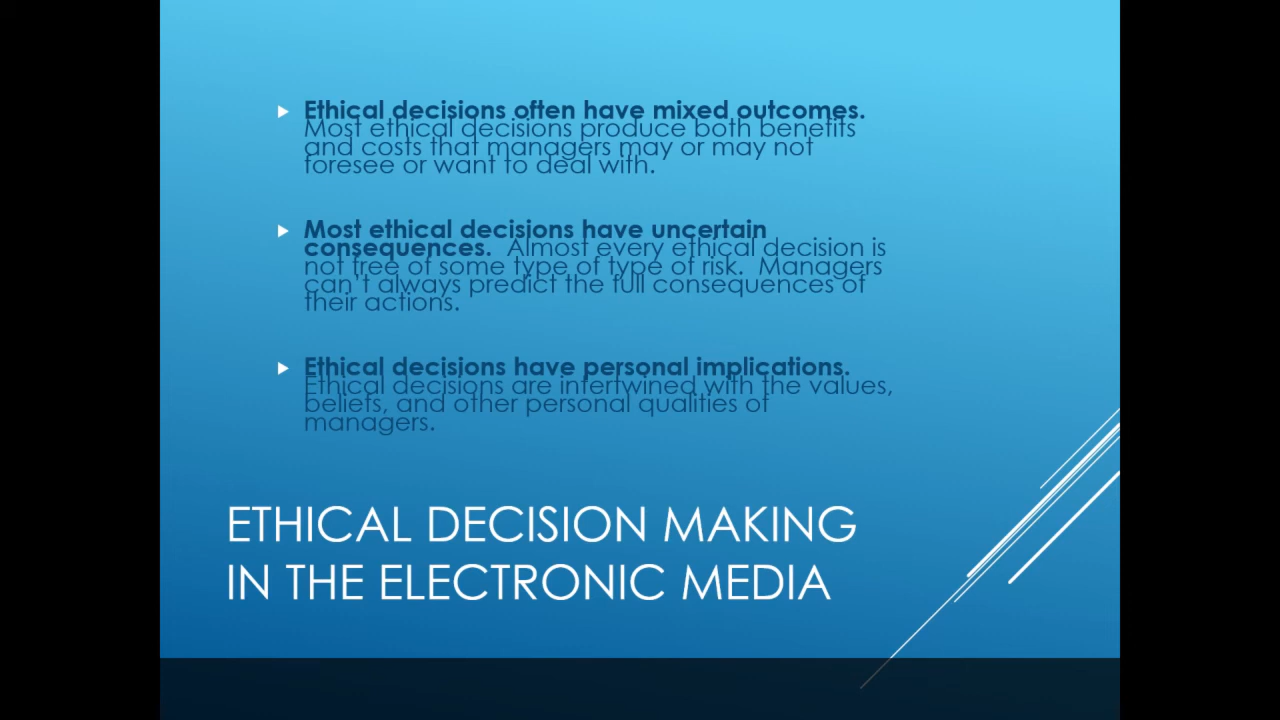 Ethical decisions often have mixed outcomes.
Most ethical decisions produce both benefits
and costs that managers may or may not
foresee or want to deal with.
Most ethical decisions have uncertain
consequences. Almost every ethical decision is
not free of some type of type of risk. Managers
can't always predict the full consequences of
their actions.
Ethical decisions have personal implications.
Ethical decisions are intertwined with the values,
beliefs, and other personal qualities of
managers.
ETHICAL DECISION MAKING
IN THE ELECTRONIC MEDIA